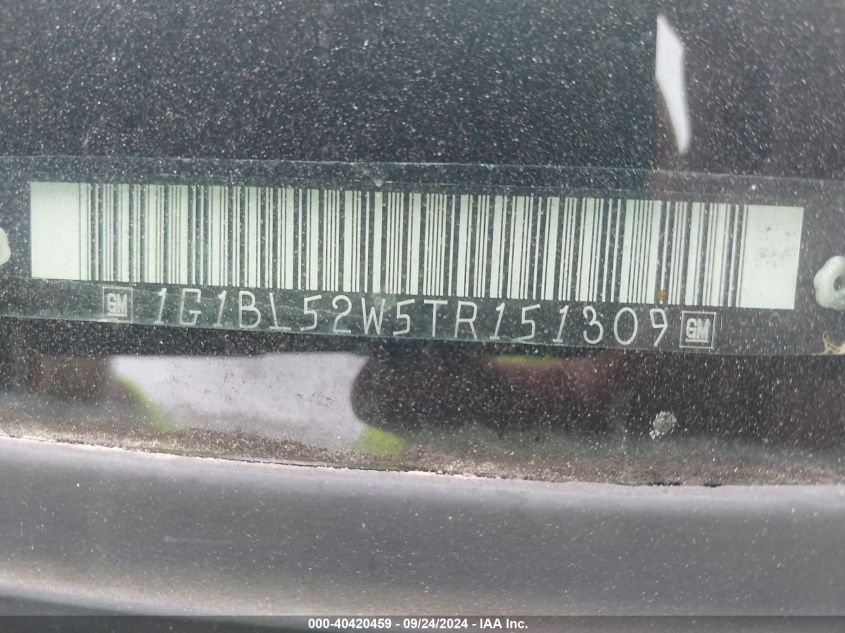 GM 1G1BL52W5TR151309 GM
000-40420459 - 09/24/2024 - IAA Inc.